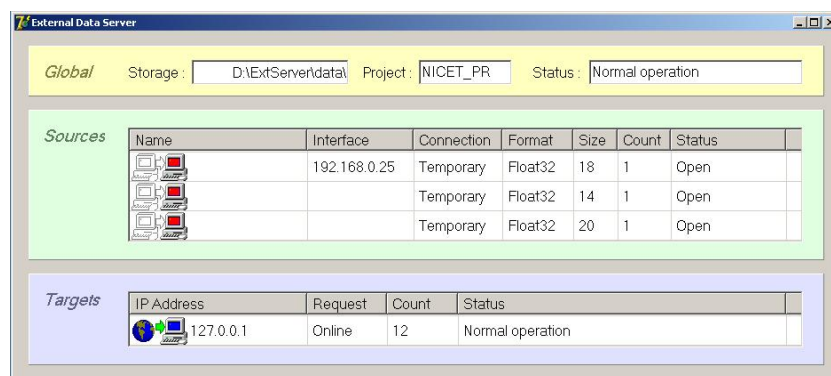 External Data Server
Global Storage : D:\ExtServer\data\ Project : NICET_PR Status : Normal operation
Sources
Name Interface Connection Format Size Count Status
192.168.0.25 Temporary Float32 18 1 Open
Temporary Float32 14 1 Open
Temporary Float32 20 1 Open
Targets
IP Address Request Count Status
127.0.0.1 Online 12 Normal operation